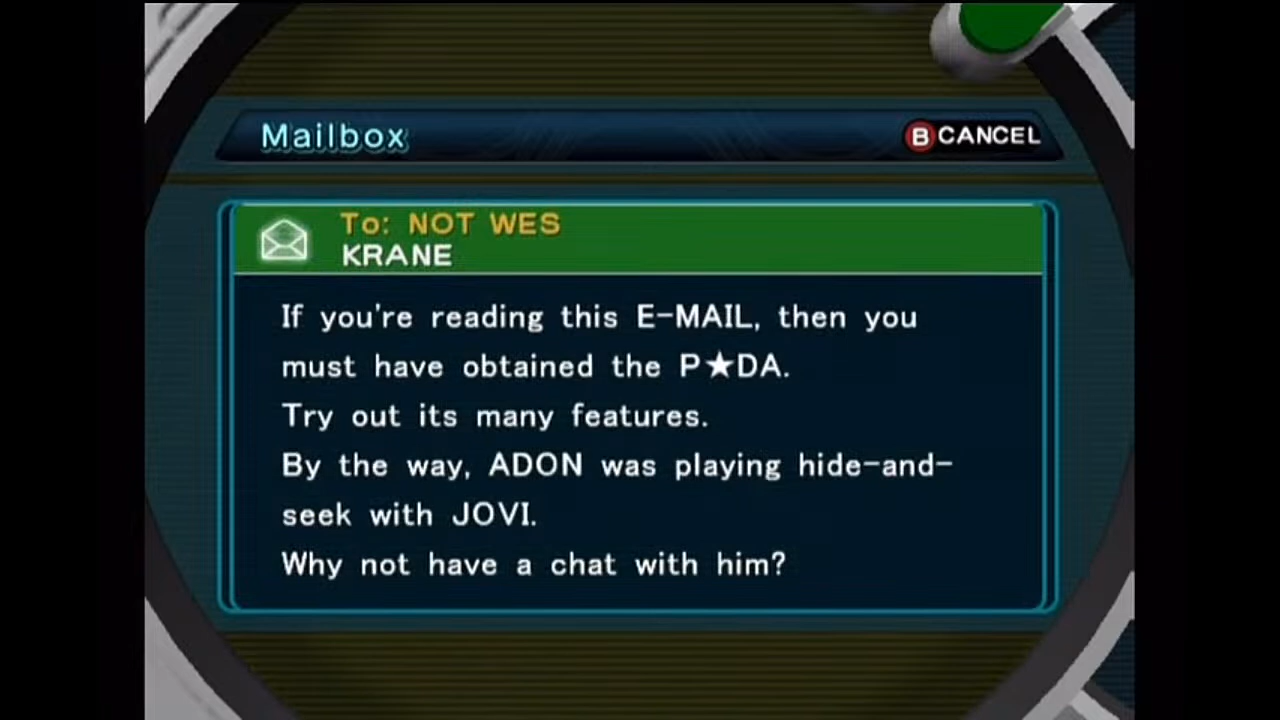 Mailbox
B CANCEL
To: NOT WES
KRANE
If you're reading this E-MAIL, then you
must have obtained the P★DA.
Try out its many features.
By the way, ADON was playing hide-and-
seek with JOVI.
Why not have a chat with him?